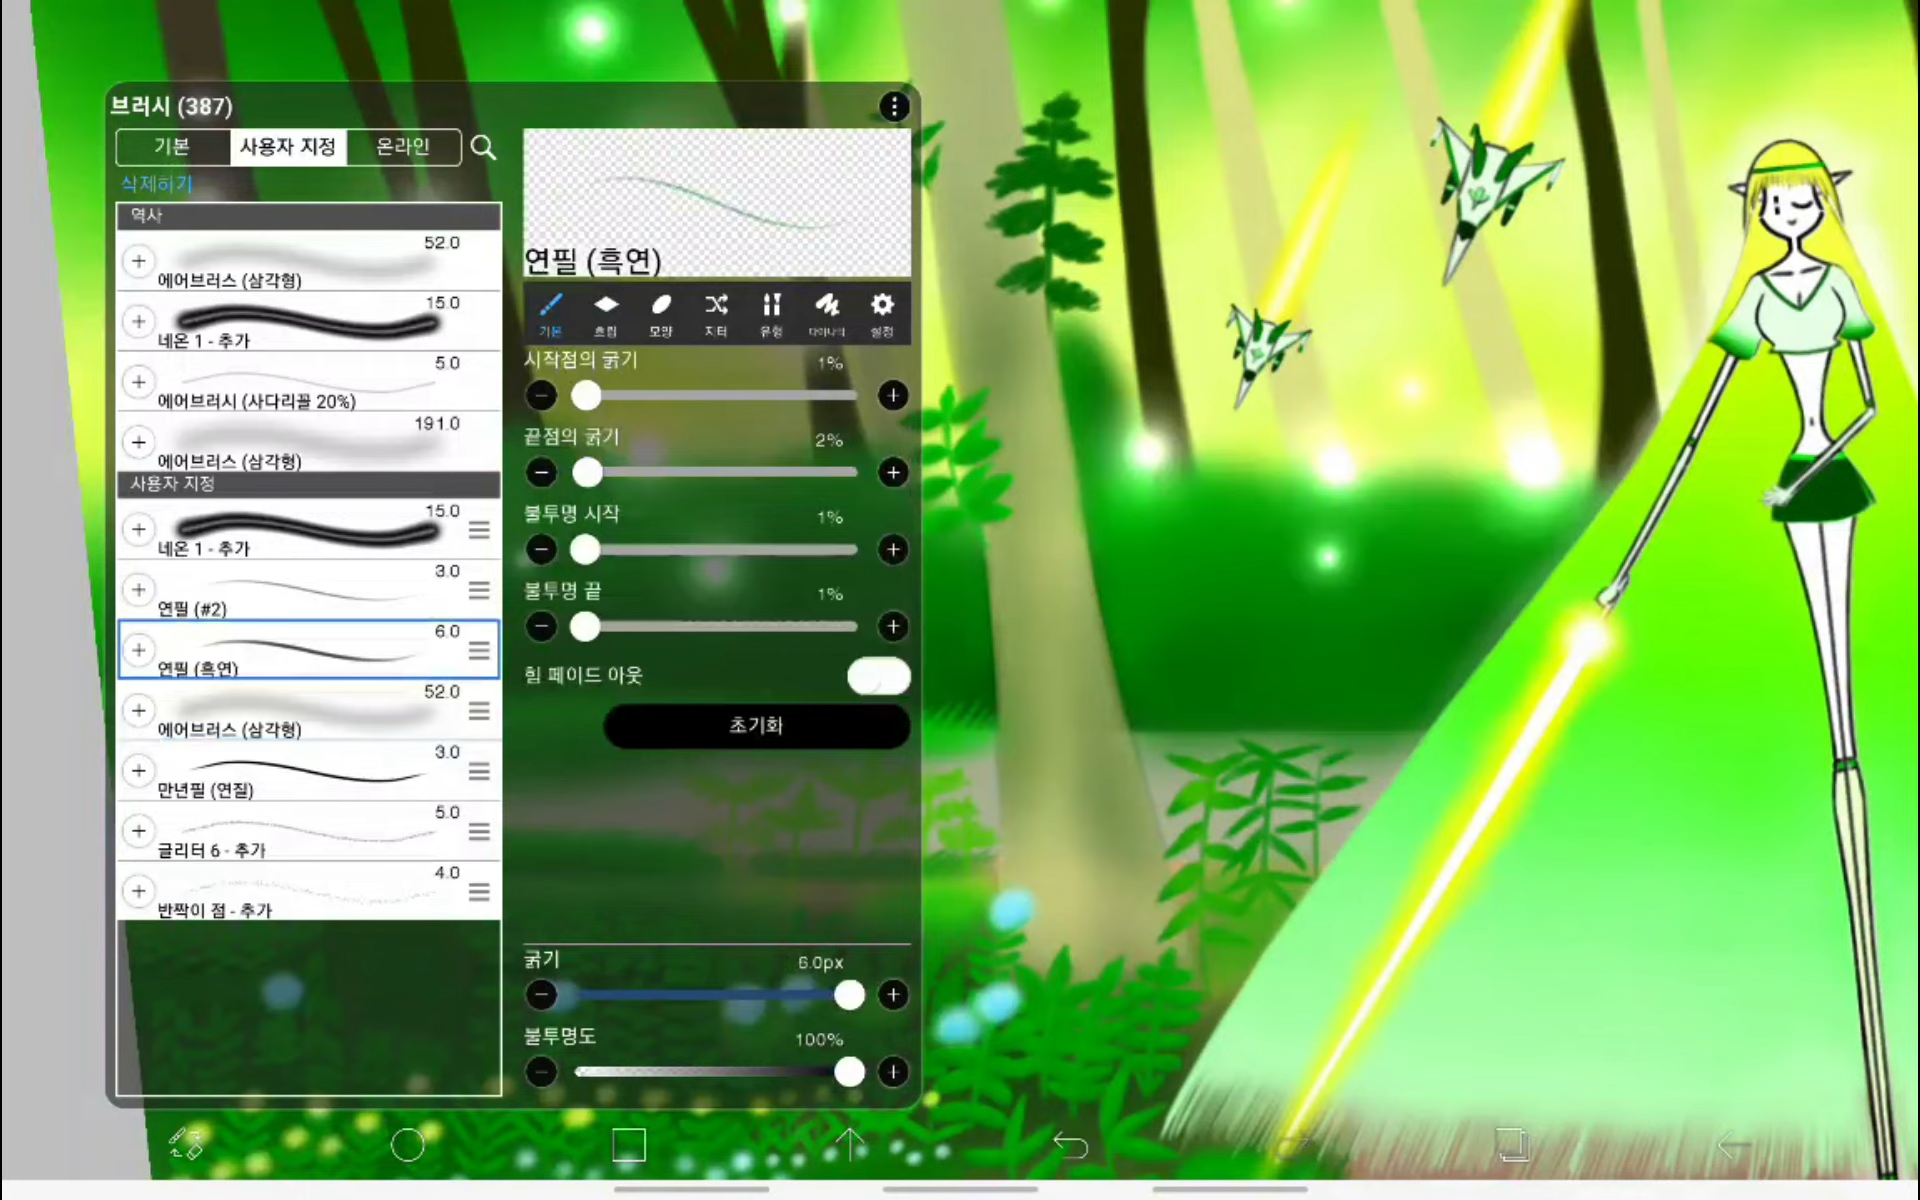 브러시 (387)
기본
사용자 지정
온라인
삭제하기
역사
52.0
에어브러스 (삼각형)
15.0
네온 1 - 추가
5.0
에어브러시 (사다리꼴 20%)
191.0
에어브러스 (삼각형)
사용자 지정
15.0
네온 1 - 추가
3.0
연필 (#2)
6.0
연필 (흑연)
52.0
에어브러스 (삼각형)
3.0
만년필 (연질)
5.0
글리터 6 - 추가
4.0
반짝이 점 - 추가
연필 (흑연)
기본
흐림
모양
지터
유형
설정
시작점의 굵기
1%
끝점의 굵기
2%
불투명 시작
1%
불투명 끝
1%
힘 페이드 아웃
초기화
굵기
6.0px
불투명도
100%